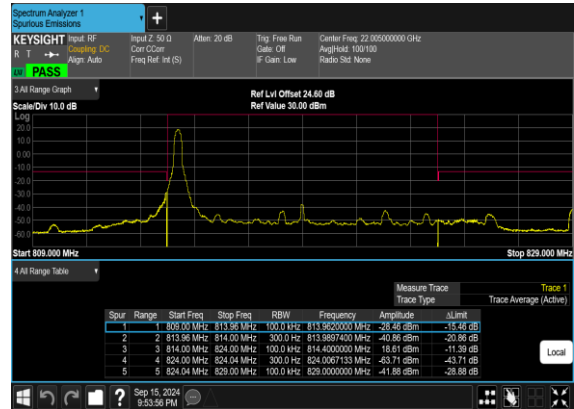 Spectrum Analyzer 1
Spurious Emissions
+
KEYSIGHT Input: RF Input Z: 50 Ω Atten: 20 dB Trig: Free Run Center Freq: 22.005000000 GHz
R T Coupling: DC Corr CCorr Gate: Off Avg|Hold: 100/100
Align: Auto Freq Ref: Int (S) IF Gain: Low Radio Std: None
LW PASS
3 All Range Graph
Ref Lvl Offset 24.60 dB
Scale/Div 10.0 dB Ref Value 30.00 dBm
Log
20.0
10.0
0.00
-10.0
-20.0
-30.0
-40.0
-50.0
-60.0
Start 809.000 MHz Stop 829.000 MHz
4 All Range Table
Measure Trace Trace 1
Trace Type Trace Average (Active)
Spur Range Start Freq Stop Freq RBW Frequency Amplitude ΔLimit
1 1 809.00 MHz 813.96 MHz 100.0 kHz 813.9620000 MHz -28.46 dBm -15.46 dB
2 2 813.96 MHz 814.00 MHz 300.0 Hz 813.9897400 MHz -40.86 dBm -20.86 dB
3 3 814.00 MHz 824.00 MHz 100.0 kHz 814.4000000 MHz 18.61 dBm -11.39 dB
4 4 824.00 MHz 824.04 MHz 300.0 Hz 824.0067133 MHz -63.71 dBm -43.71 dB
5 5 824.04 MHz 829.00 MHz 100.0 kHz 829.0000000 MHz -41.88 dBm -28.88 dB
Local
? Sep 15, 2024
9:53:56 PM